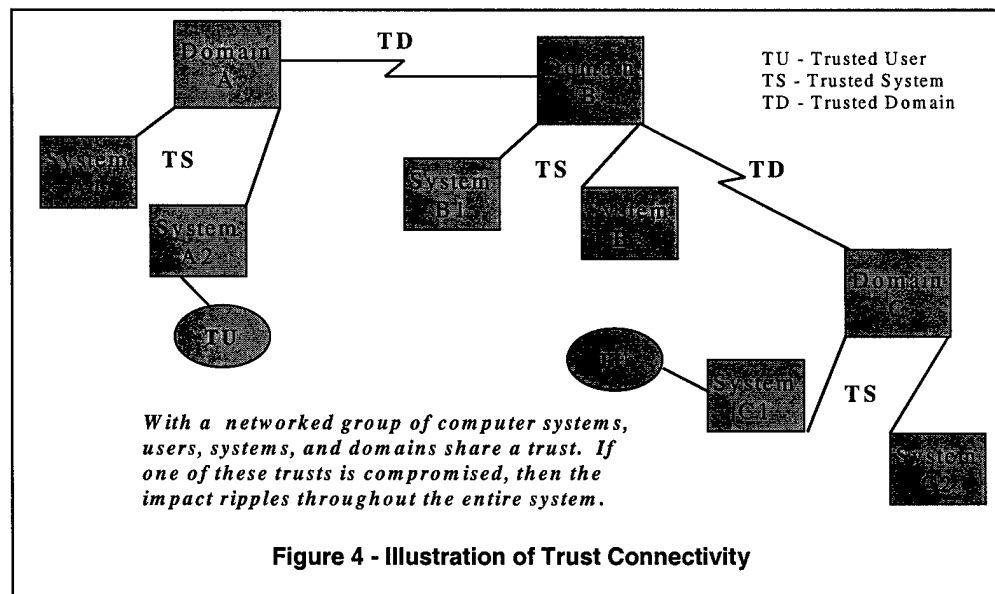 Domain
A
TD
Domain
B
TU - Trusted User
TS - Trusted System
TD - Trusted Domain
System
TS
System
B1
TS
System
TD
System
A2
Domain
C
TU
System
C1
TS
System
C2
With a networked group of computer systems,
users, systems, and domains share a trust. If
one of these trusts is compromised, then the
impact ripples throughout the entire system.
Figure 4 - Illustration of Trust Connectivity